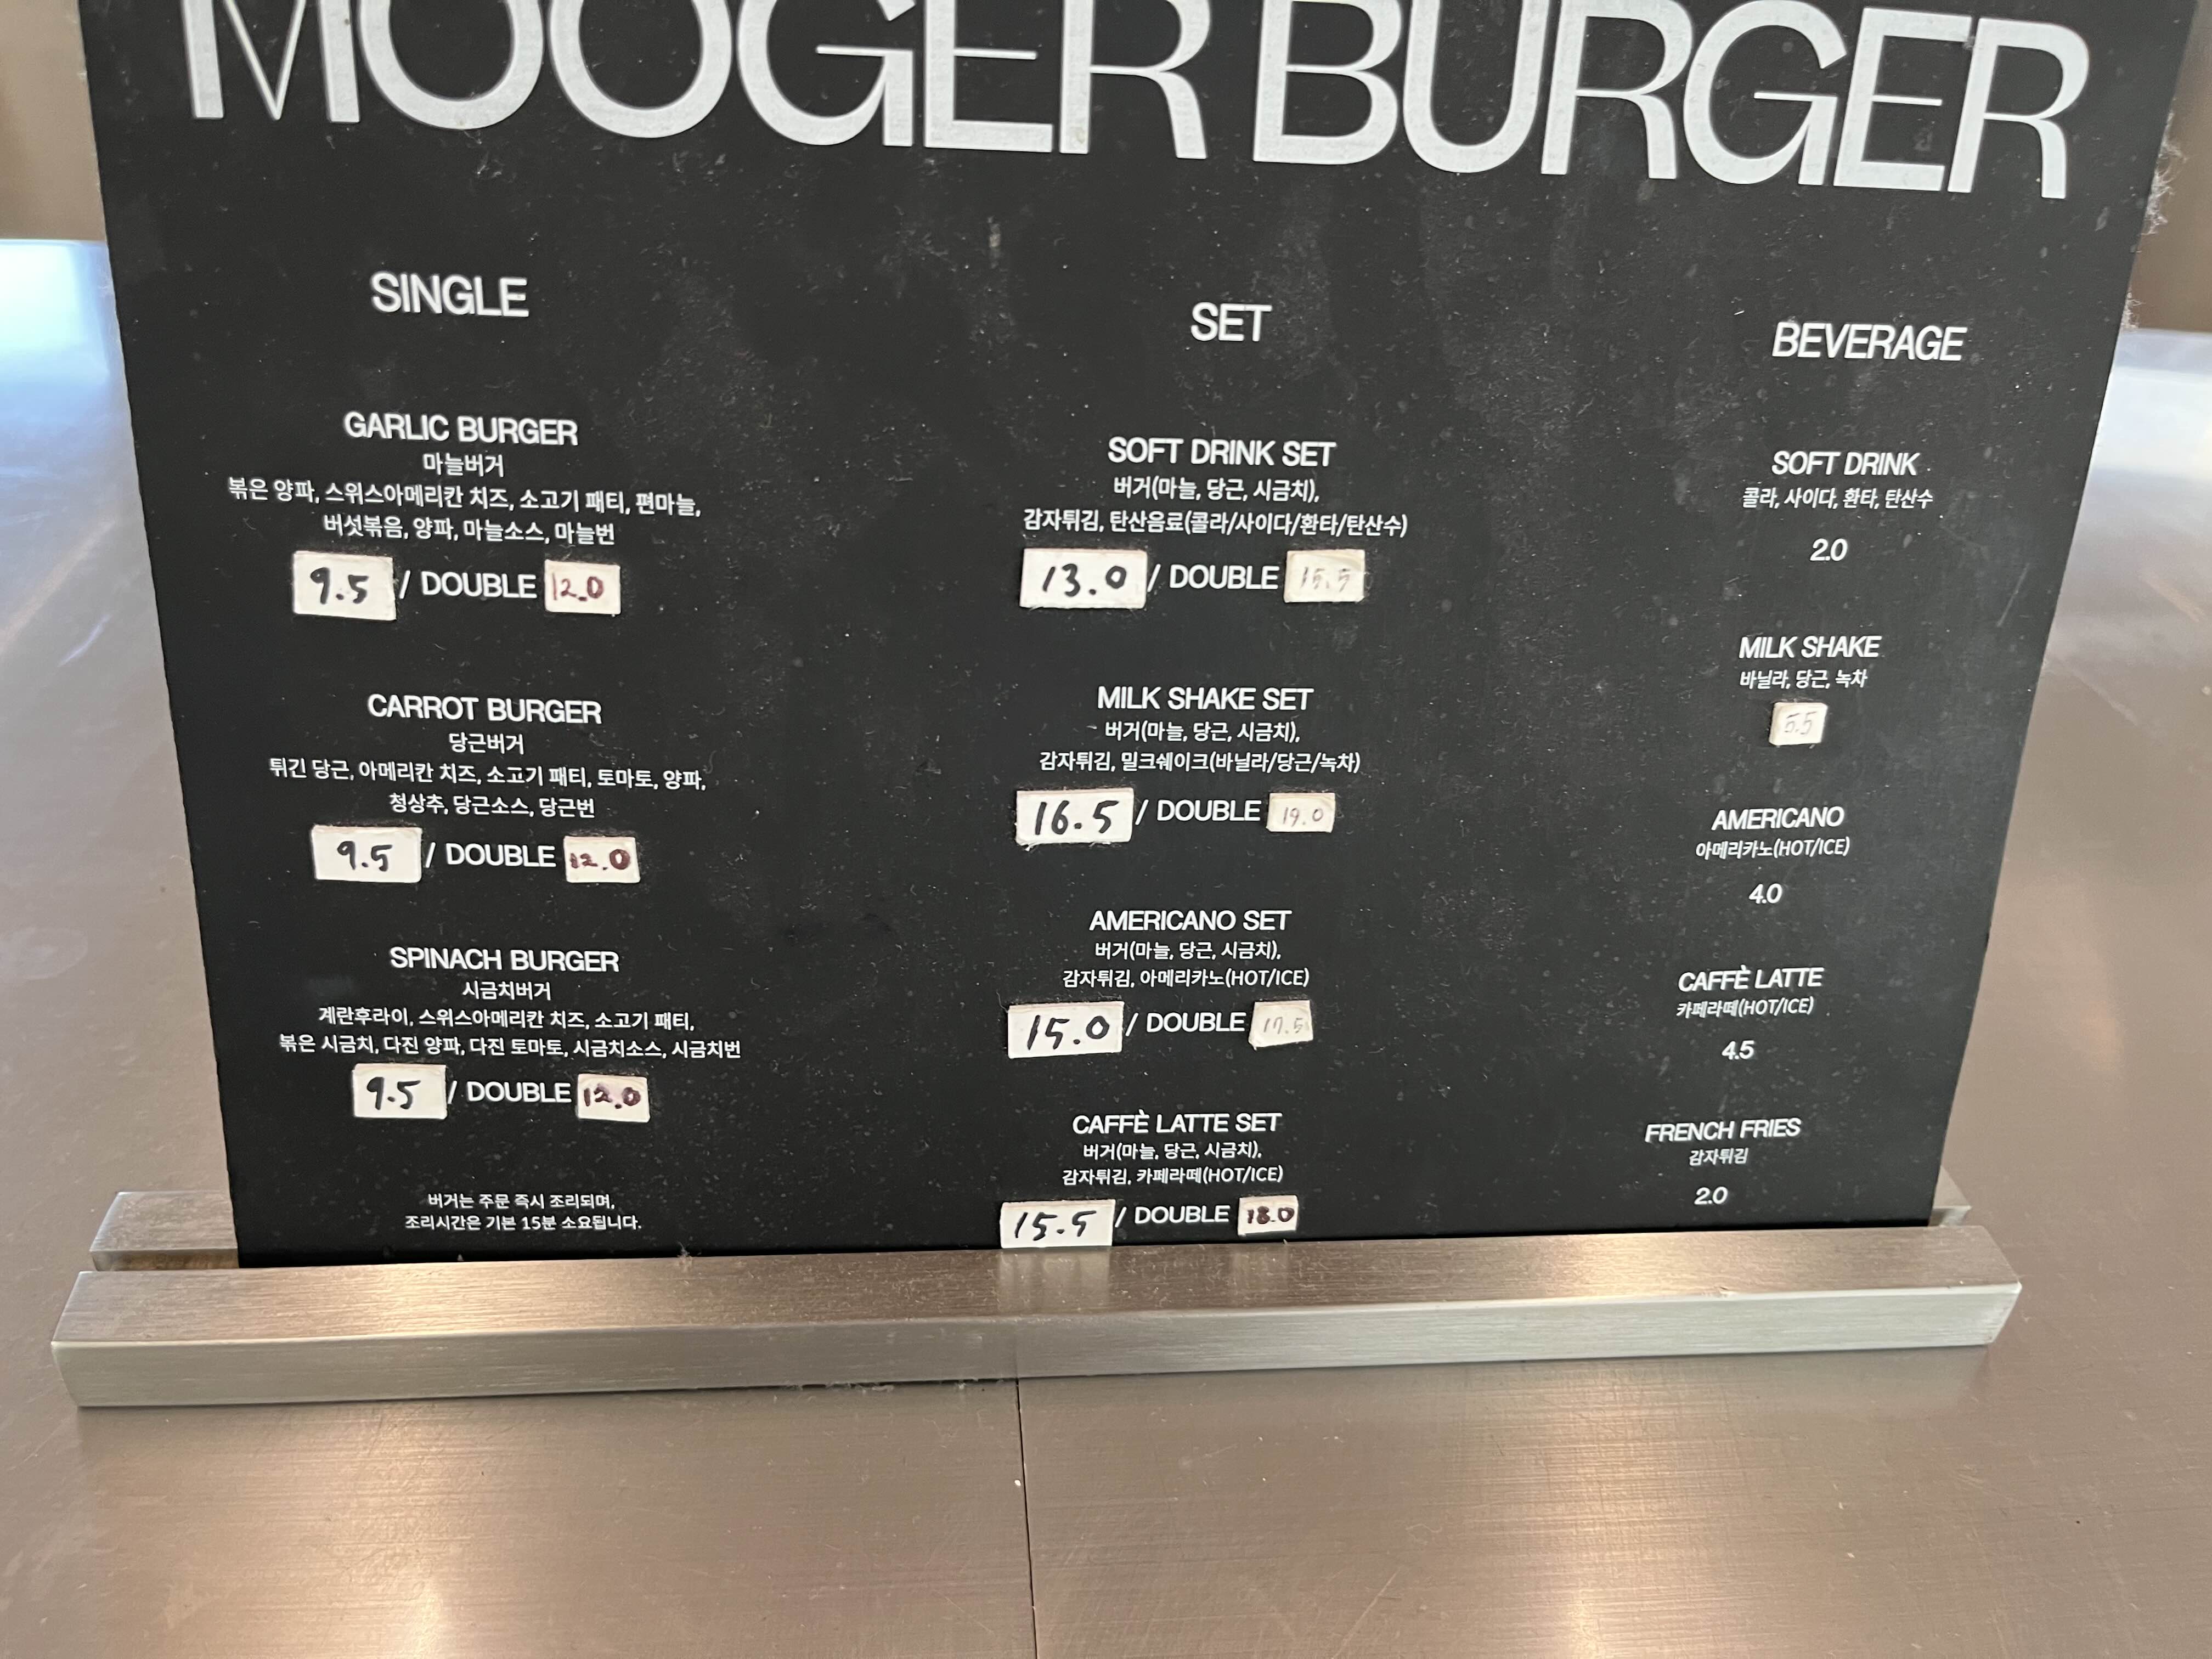 MOOGER BURGER
SINGLE
GARLIC BURGER
마늘버거
볶은 양파, 스위스아메리칸 치즈, 소고기 패티, 편마늘,
버섯볶음, 양파, 마늘소스, 마늘번
9.5 / DOUBLE 12.0
CARROT BURGER
당근버거
튀긴 당근, 아메리칸 치즈, 소고기 패티, 토마토, 양파,
청상추, 당근소스, 당근번
9.5 / DOUBLE 12.0
SPINACH BURGER
시금치버거
계란후라이, 스위스아메리칸 치즈, 소고기 패티,
볶은 시금치, 다진 양파, 다진 토마토, 시금치소스, 시금치번
9.5 / DOUBLE 12.0
버거는 주문 즉시 조리되며,
조리시간은 기본 15분 소요됩니다.
SET
SOFT DRINK SET
버거(마늘, 당근, 시금치),
감자튀김, 탄산음료(콜라/사이다/환타/탄산수)
13.0 / DOUBLE 15.5
MILK SHAKE SET
버거(마늘, 당근, 시금치),
감자튀김, 밀크쉐이크(바닐라/당근/녹차)
16.5 / DOUBLE 19.0
AMERICANO SET
버거(마늘, 당근, 시금치),
감자튀김, 아메리카노(HOT/ICE)
15.0 / DOUBLE 17.5
CAFFÈ LATTE SET
버거(마늘, 당근, 시금치),
감자튀김, 카페라떼(HOT/ICE)
15.5 / DOUBLE 18.0
BEVERAGE
SOFT DRINK
콜라, 사이다, 환타, 탄산수
2.0
MILK SHAKE
바닐라, 당근, 녹차
5.5
AMERICANO
아메리카노(HOT/ICE)
4.0
CAFFÈ LATTE
카페라떼(HOT/ICE)
4.5
FRENCH FRIES
감자튀김
2.0